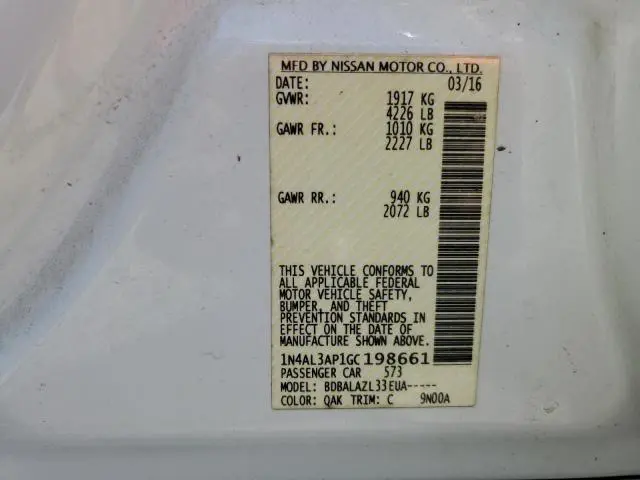 MFD BY NISSAN MOTOR CO., LTD.
DATE: 03/16
GVWR: 1917 KG
4226 LB
GAWR FR.: 1010 KG
2227 LB
GAWR RR.: 940 KG
2072 LB
THIS VEHICLE CONFORMS TO
ALL APPLICABLE FEDERAL
MOTOR VEHICLE SAFETY,
BUMPER, AND THEFT
PREVENTION STANDARDS IN
EFFECT ON THE DATE OF
MANUFACTURE SHOWN ABOVE.
1N4AL3AP1GC198661
PASSENGER CAR 573
MODEL: BDBALAZL33EUA-----
COLOR: QAK TRIM: C 9N00A